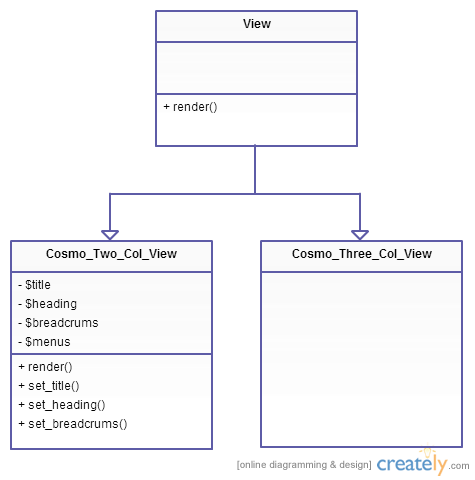 View
+ render()
Cosmo_Two_Col_View
- $title
- $heading
- $breadcrums
- $menus
+ render()
+ set_title()
+ set_heading()
+ set_breadcrums()
Cosmo_Three_Col_View
[online diagramming & design] creately.com